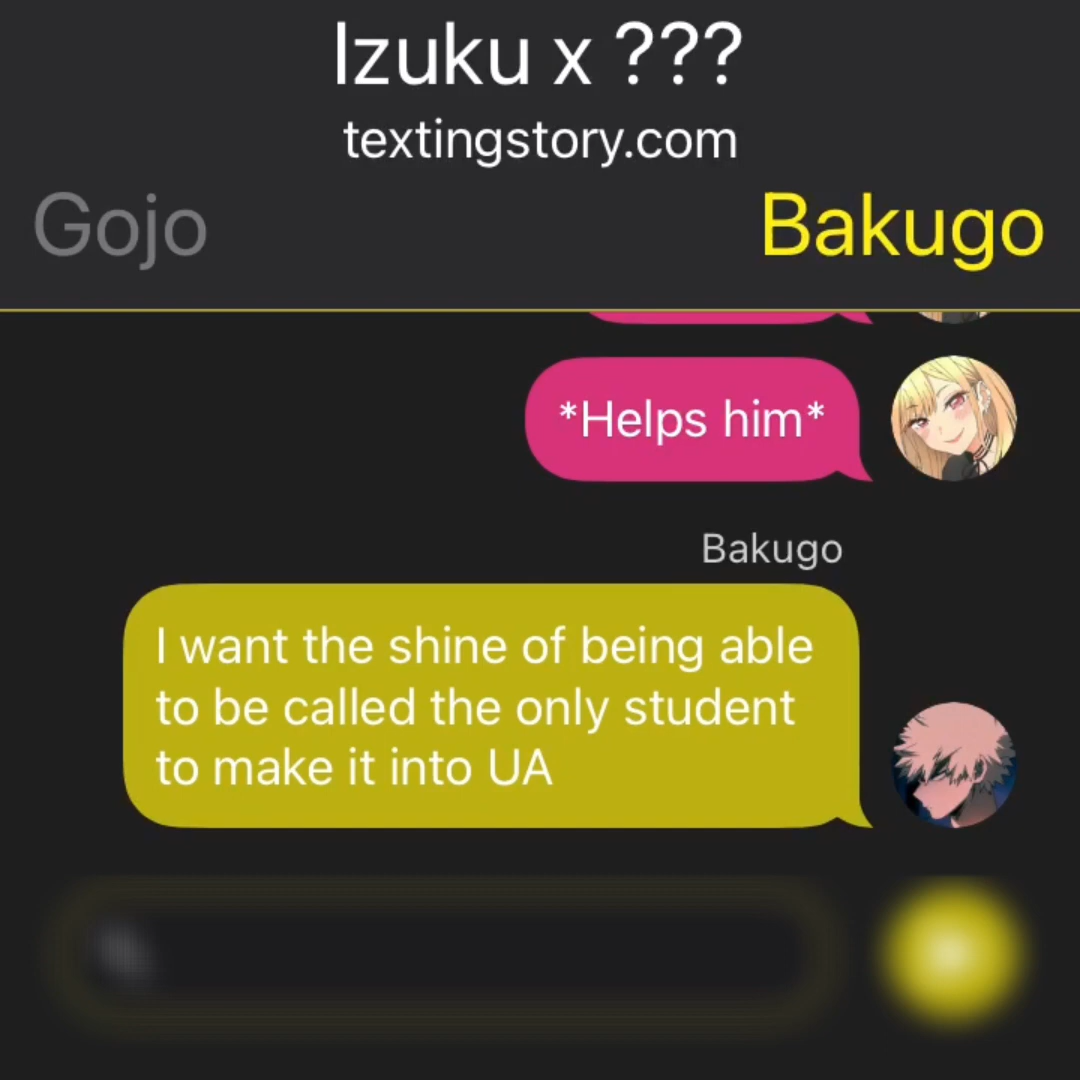 Izuku x ???
textingstory.com
Gojo
Bakugo
*Helps him*
Bakugo
I want the shine of being able
to be called the only student
to make it into UA